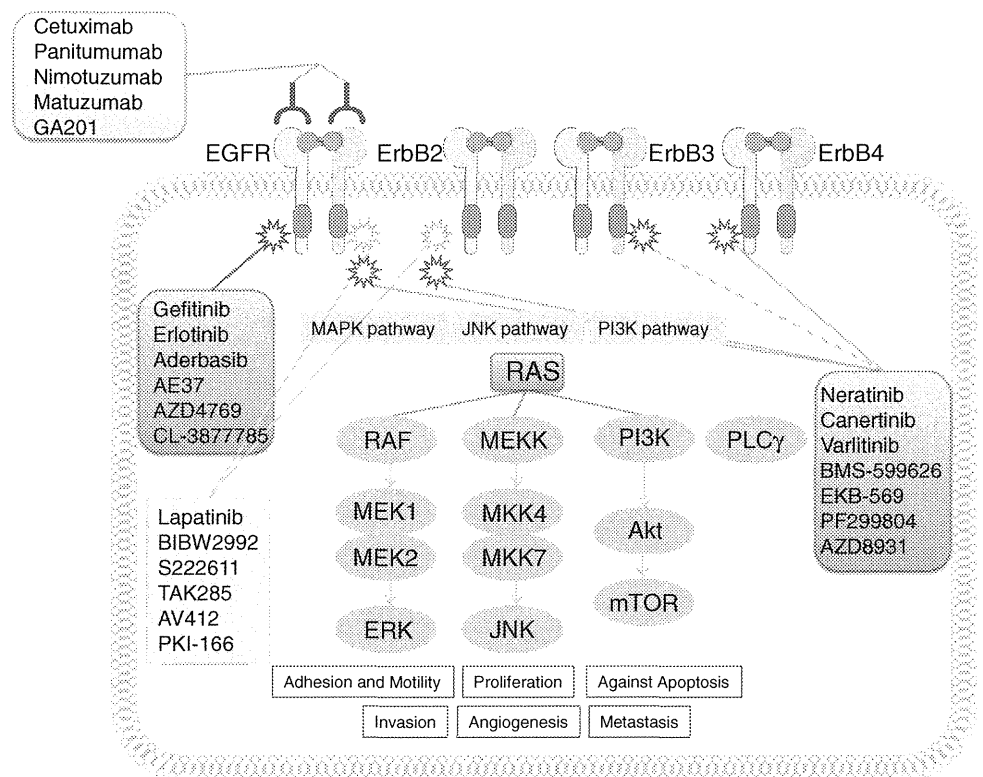 Cetuximab
Panitumumab
Nimotuzumab
Matuzumab
GA201
EGFR
ErbB2
ErbB3
ErbB4
Gefitinib
Erlotinib
Aderbasib
AE37
AZD4769
CL-3877785
MAPK pathway
JNK pathway
PI3K pathway
RAS
RAF
MEKK
PI3K
PLCγ
MEK1
MEK2
ERK
MKK4
MKK7
JNK
Akt
mTOR
Neratinib
Canertinib
Varlitinib
BMS-599626
EKB-569
PF299804
AZD8931
Lapatinib
BIBW2992
S222611
TAK285
AV412
PKI-166
Adhesion and Motility
Proliferation
Against Apoptosis
Invasion
Angiogenesis
Metastasis